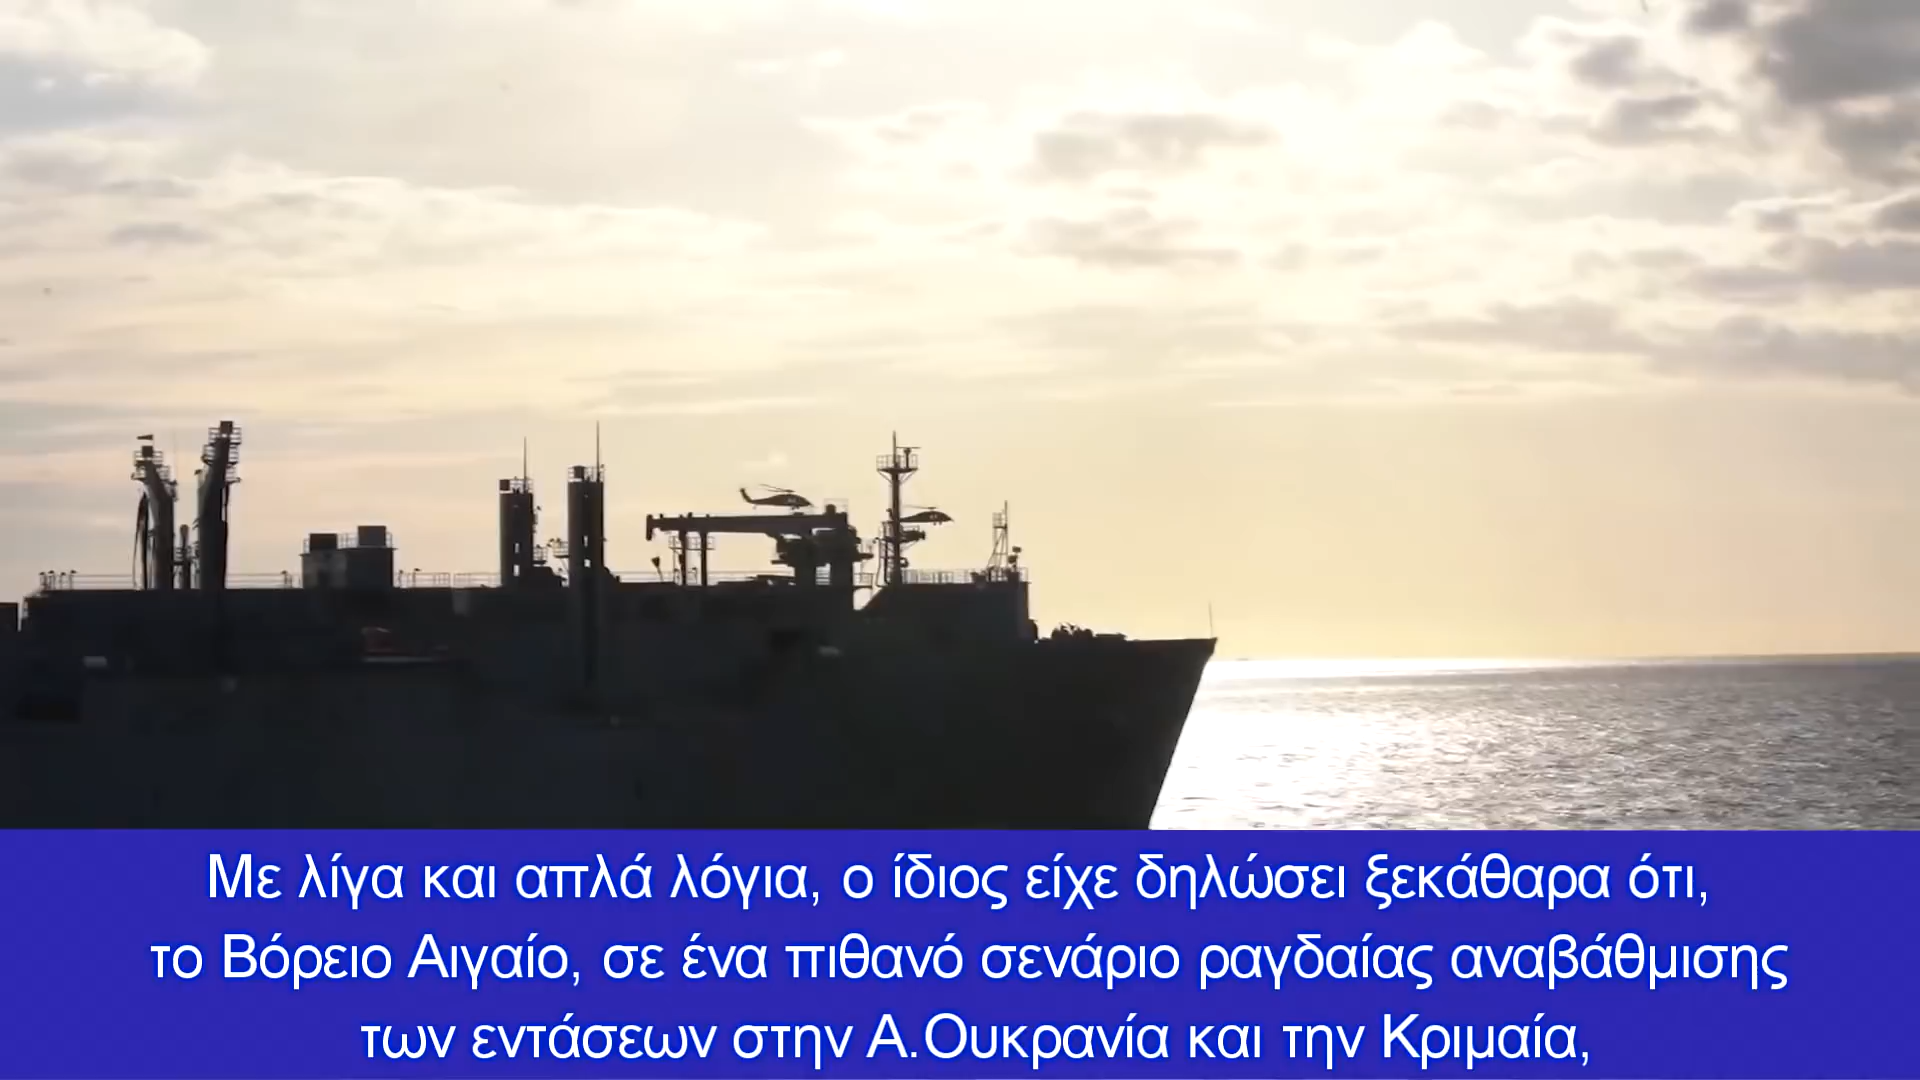 Με λίγα και απλά λόγια, ο ίδιος είχε δηλώσει ξεκάθαρα ότι,
το Βόρειο Αιγαίο, σε ένα πιθανό σενάριο ραγδαίας αναβάθμισης
των εντάσεων στην Α.Ουκρανία και την Κριμαία,